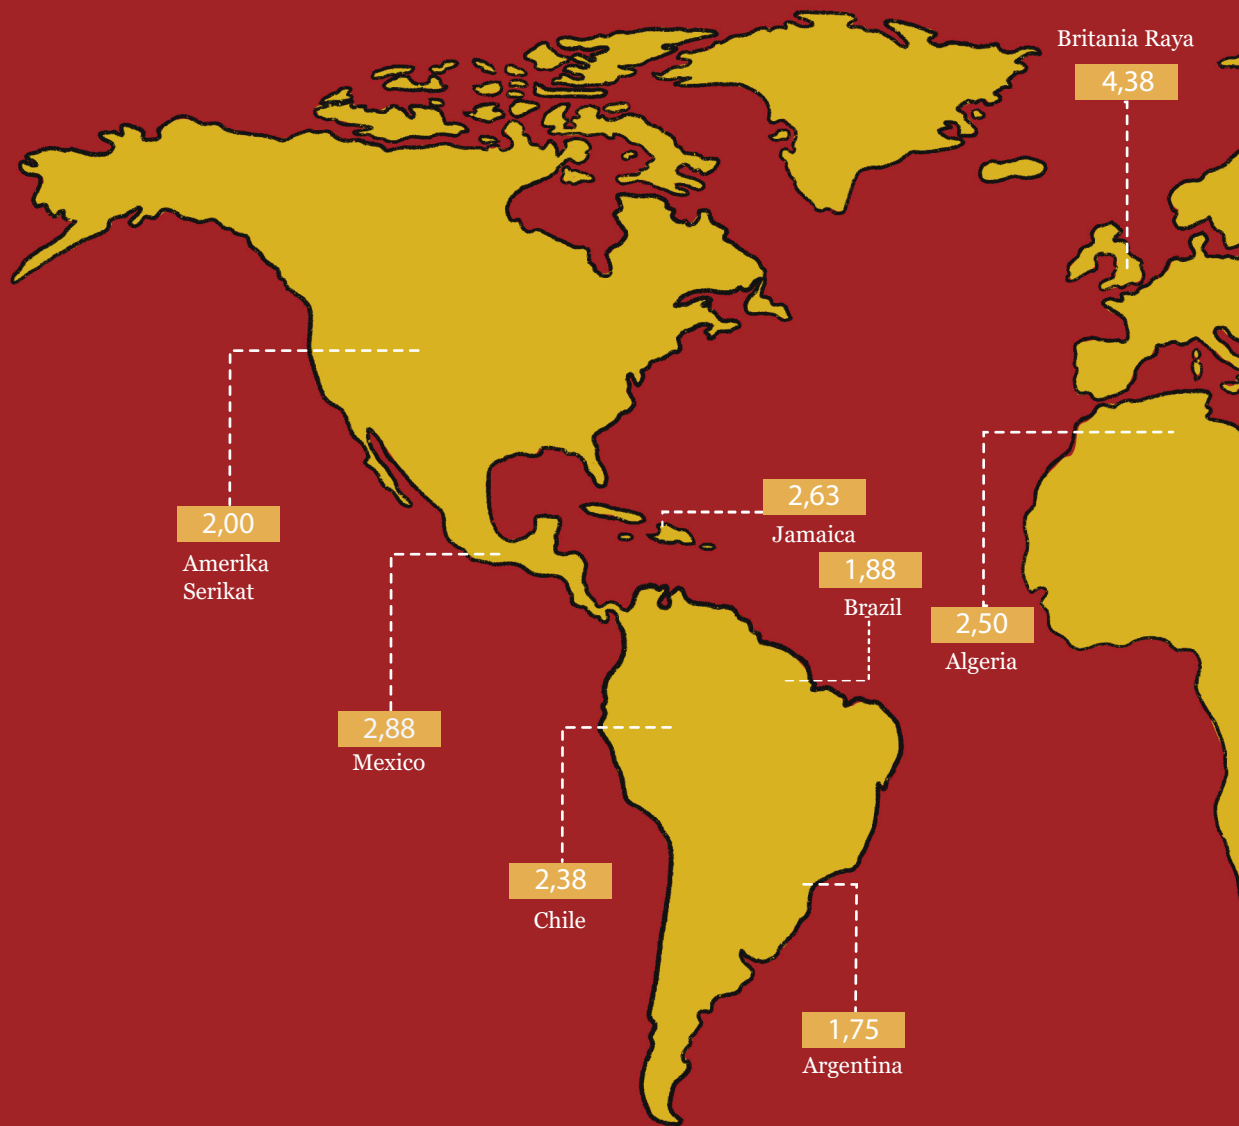 Britania Raya
4,38
2,63
Jamaica
2,00
Amerika
Serikat
1,88
Brazil
2,50
Algeria
2,88
Mexico
2,38
Chile
1,75
Argentina